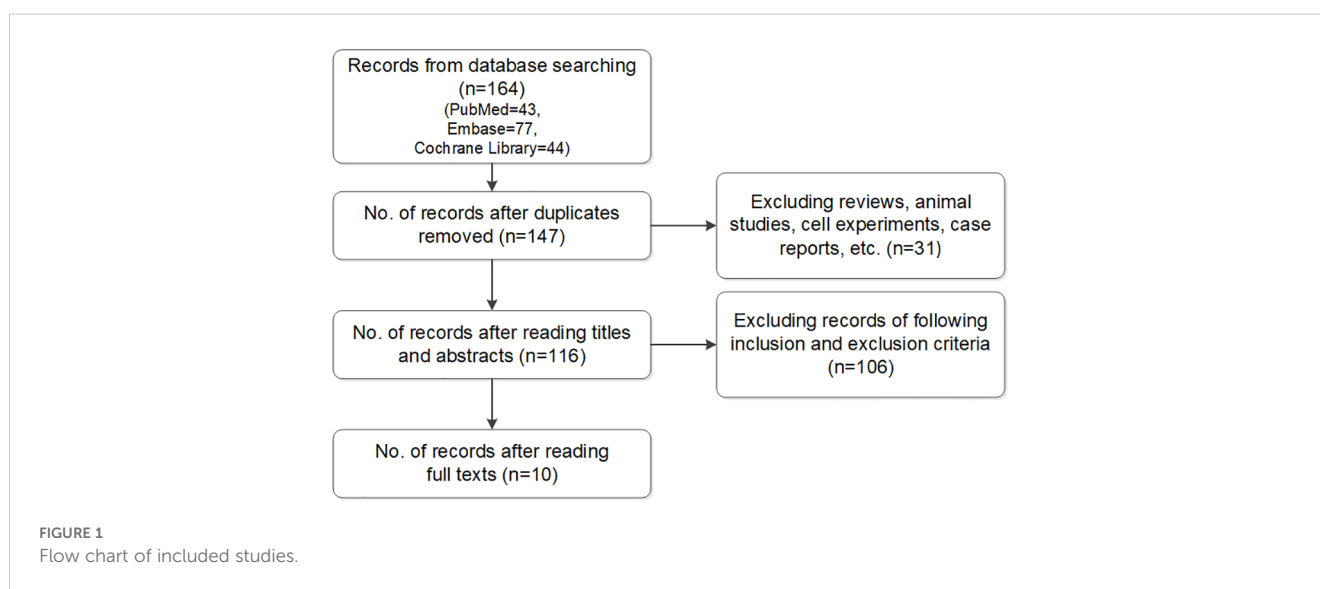 Records from database searching
(n=164)
(PubMed=43,
Embase=77,
Cochrane Library=44)
No. of records after duplicates
removed (n=147)
Excluding reviews, animal
studies, cell experiments, case
reports, etc. (n=31)
No. of records after reading titles
and abstracts (n=116)
Excluding records of following
inclusion and exclusion criteria
(n=106)
No. of records after reading
full texts (n=10)
FIGURE 1
Flow chart of included studies.